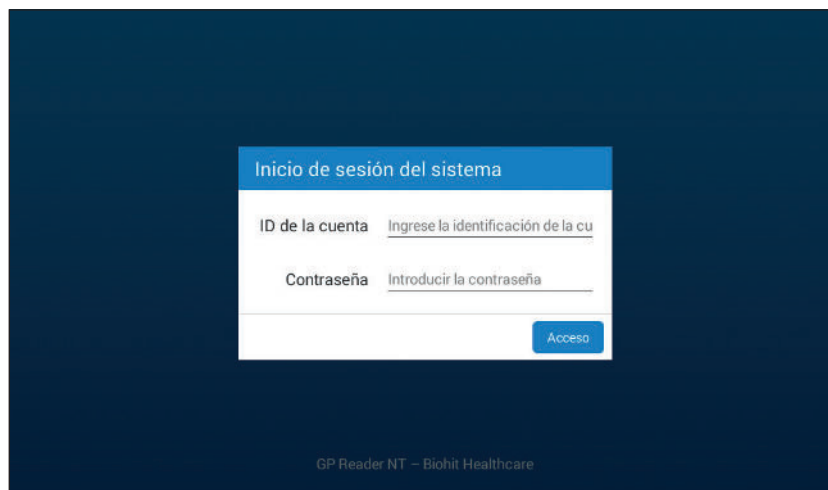 Inicio de sesión del sistema
ID de la cuenta Ingrese la identificación de la cu
Contraseña Introducir la contraseña
Acceso
GP Reader NT – Biohit Healthcare